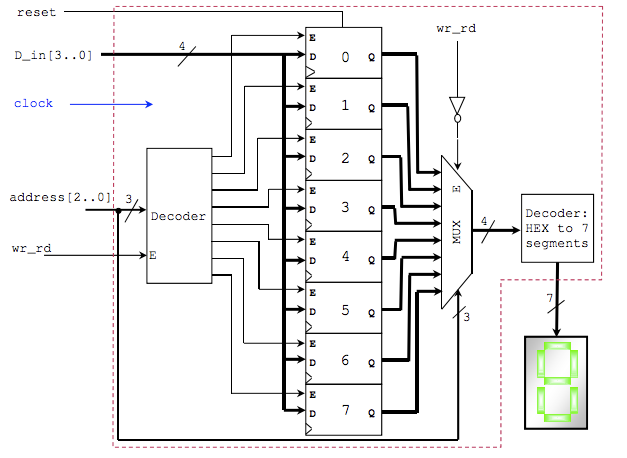 reset
D_in[3..0]
4
clock
address[2..0]
3
wr_rd
Decoder
E
E
D
0
Q
E
D
1
Q
E
D
2
Q
E
D
3
Q
E
D
4
Q
E
D
5
Q
E
D
6
Q
E
D
7
Q
wr_rd
E
MUX
3
4
Decoder:
HEX to 7
segments
7